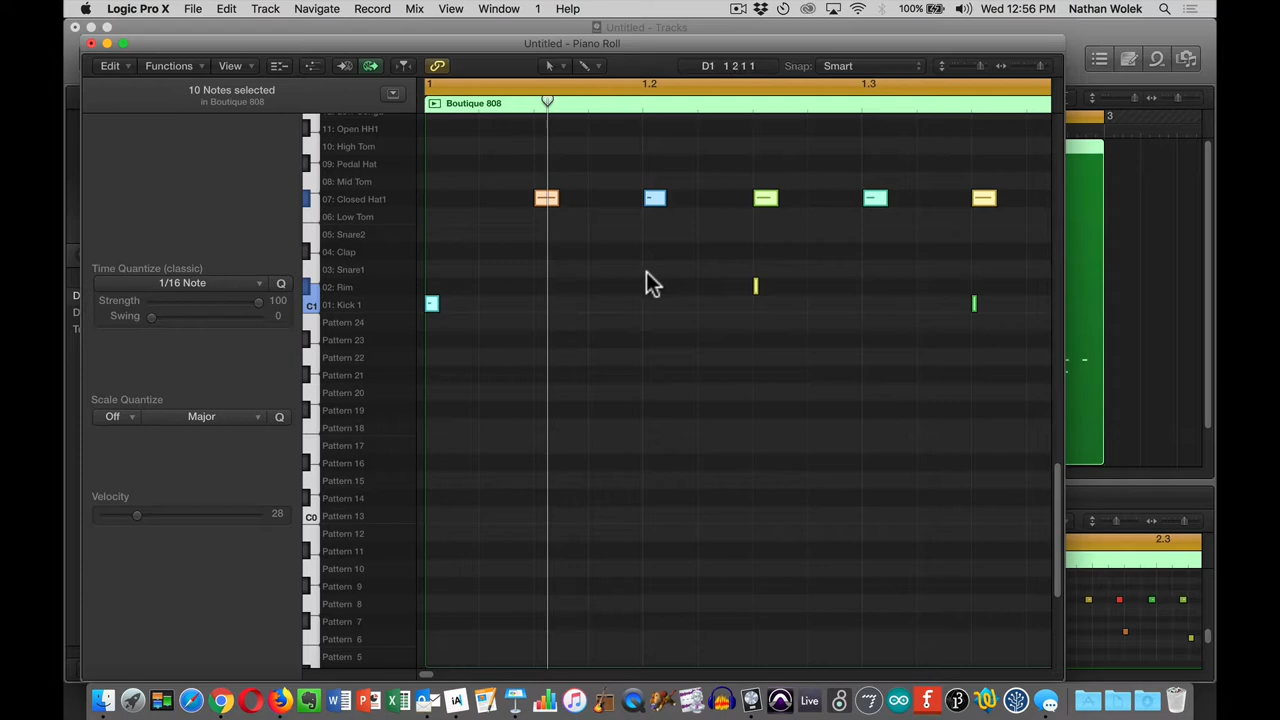 Logic Pro X File Edit Track Navigate Record Mix View Window Help 100% Wed 12:56 PM Nathan Wolek
Untitled - Tracks
Untitled - Piano Roll
Edit Functions View D1 1 2 1 1 Snap: Smart
10 Notes selected
in Boutique 808
1 1.2 1.3
Boutique 808
3
11: Open HH1
10: High Tom
09: Pedal Hat
08: Mid Tom
07: Closed Hat1
06: Low Tom
05: Snare2
04: Clap
03: Snare1
02: Rim
C1 01: Kick 1
Pattern 24
Pattern 23
Pattern 22
Pattern 21
Pattern 20
Pattern 19
Pattern 18
Pattern 17
Pattern 16
Pattern 15
Pattern 14
C0 Pattern 13
Pattern 12
Pattern 11
Pattern 10
Pattern 9
Pattern 8
Pattern 7
Pattern 6
Pattern 5
Time Quantize (classic)
1/16 Note Q
Strength 100
Swing 0
Scale Quantize
Off Major Q
Velocity
28
2.3
Live